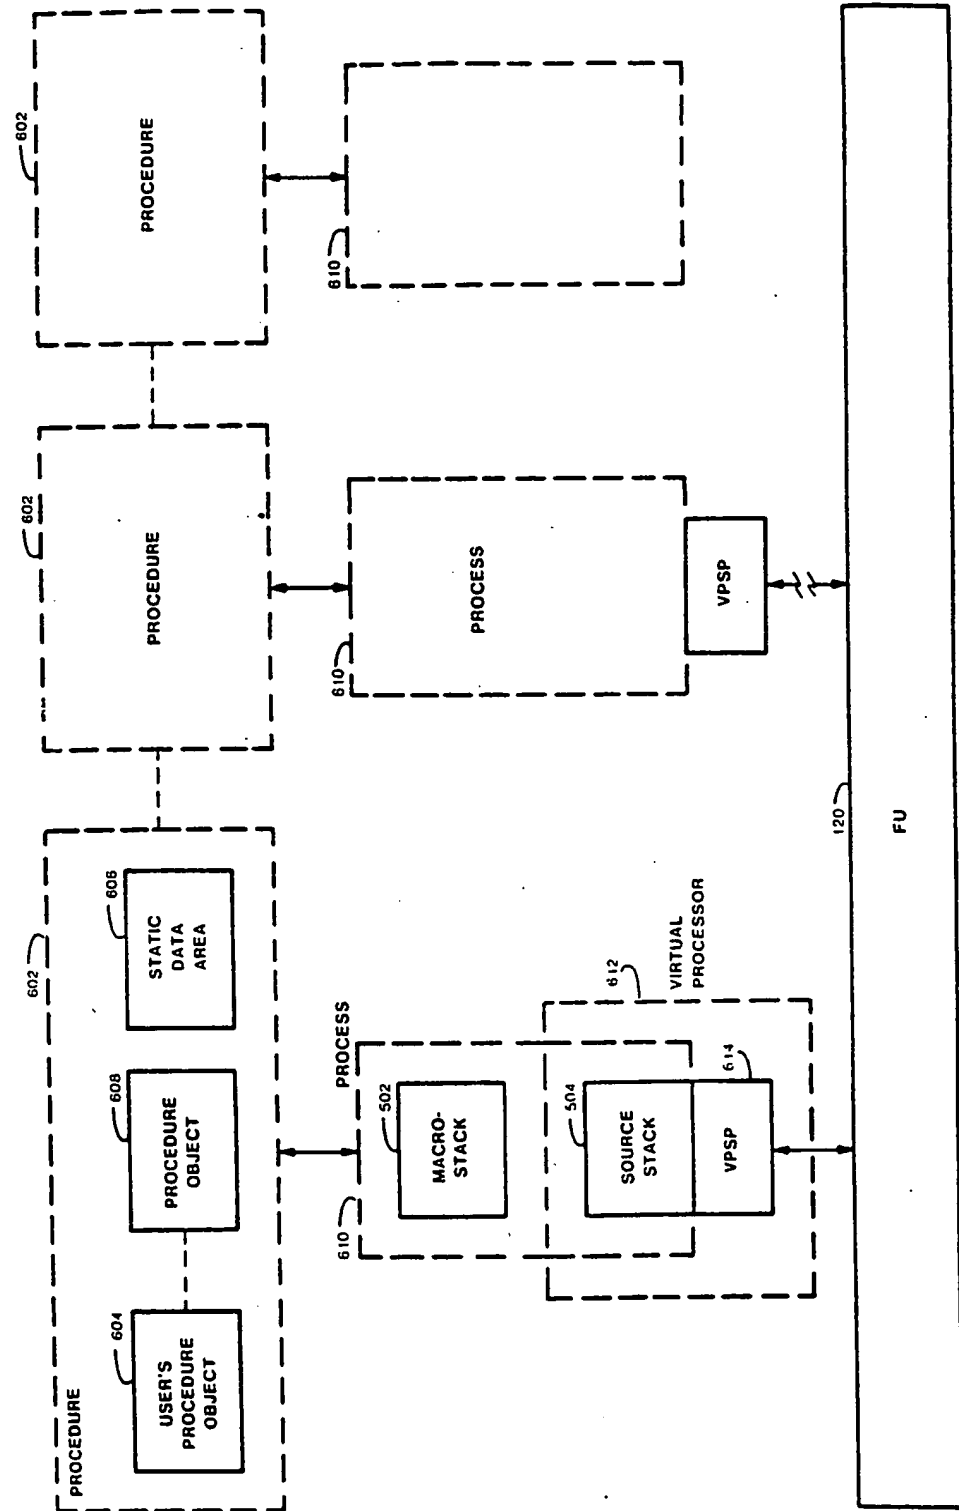 PROCEDURE
602
USER'S
PROCEDURE
OBJECT
604
PROCEDURE
OBJECT
608
STATIC
DATA
AREA
606
PROCEDURE
602
PROCEDURE
602
610
PROCESS
MACRO-
STACK
502
SOURCE
STACK
504
VPSP
614
612
VIRTUAL
PROCESSOR
610
PROCESS
VPSP
610
120
FU